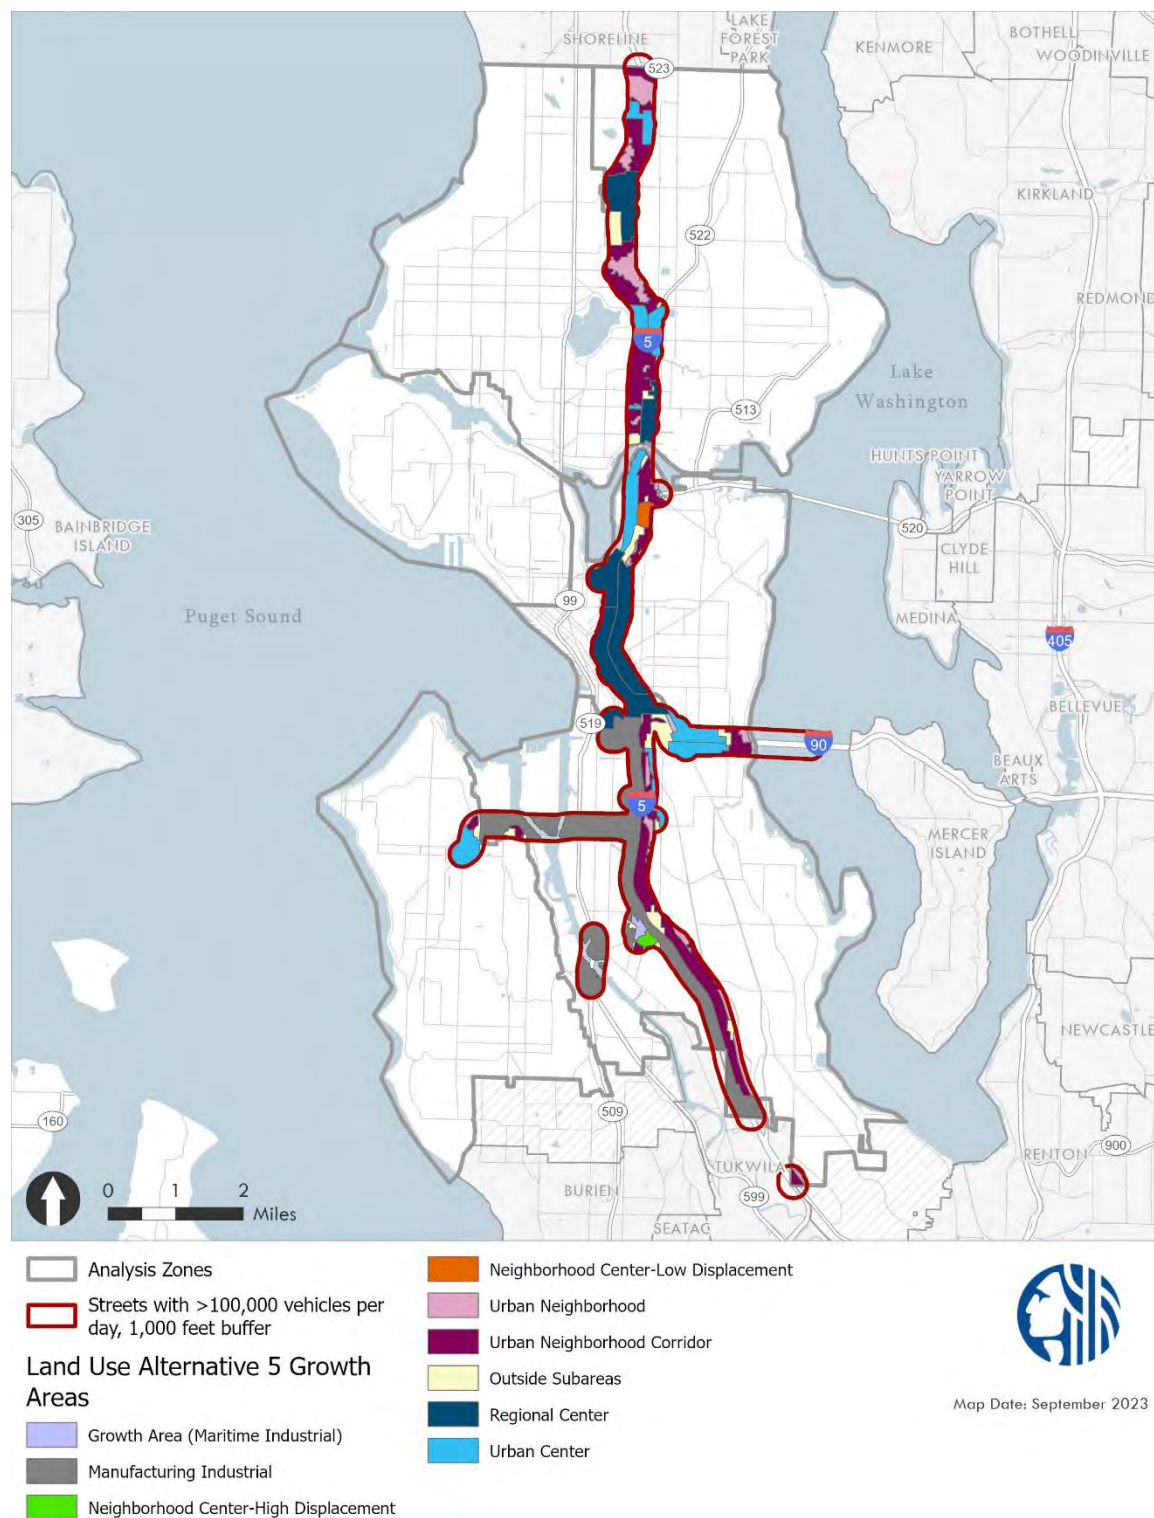 SHORELINE
LAKE
FOREST
PARK
523
KENMORE
BOTHELL
WOODINVILLE
KIRKLAND
522
REDMOND
5
Lake
Washington
513
HUNTS POINT
YARROW
POINT
305
BAINBRIDGE
ISLAND
520
CLYDE
HILL
99
Puget Sound
MEDINA
405
BELLEVUE
519
90
BEAUX
ARTS
5
MERCER
ISLAND
NEWCASTLE
160
509
RENTON
900
TUKWILA
BURIEN
599
SEATAC
0 1 2
Miles
Analysis Zones
Streets with >100,000 vehicles per
day, 1,000 feet buffer
Land Use Alternative 5 Growth
Areas
Growth Area (Maritime Industrial)
Manufacturing Industrial
Neighborhood Center-High Displacement
Neighborhood Center-Low Displacement
Urban Neighborhood
Urban Neighborhood Corridor
Outside Subareas
Regional Center
Urban Center
Map Date: September 2023